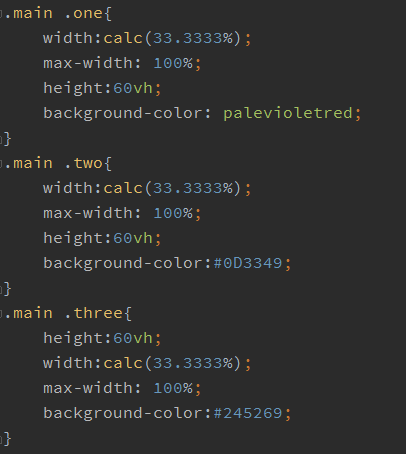 .main .one{
width:calc(33.3333%);
max-width: 100%;
height:60vh;
background-color: palevioletred;
}
.main .two{
width:calc(33.3333%);
max-width: 100%;
height:60vh;
background-color:#0D3349;
}
.main .three{
height:60vh;
width:calc(33.3333%);
max-width: 100%;
background-color:#245269;
}